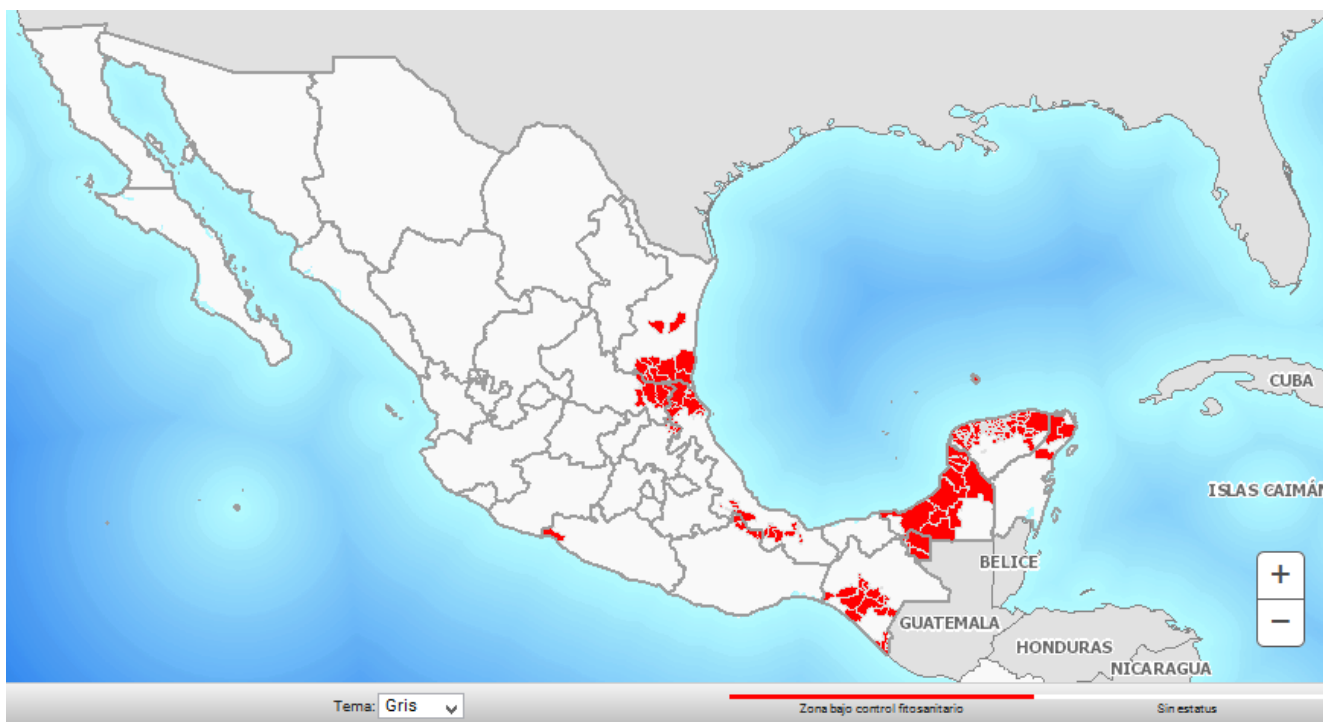 CUBA
ISLAS CAIMÁN
BELICE
GUATEMALA
HONDURAS
NICARAGUA
+
−
Tema: Gris
Zona bajo control fitosanitario
Sin estatus